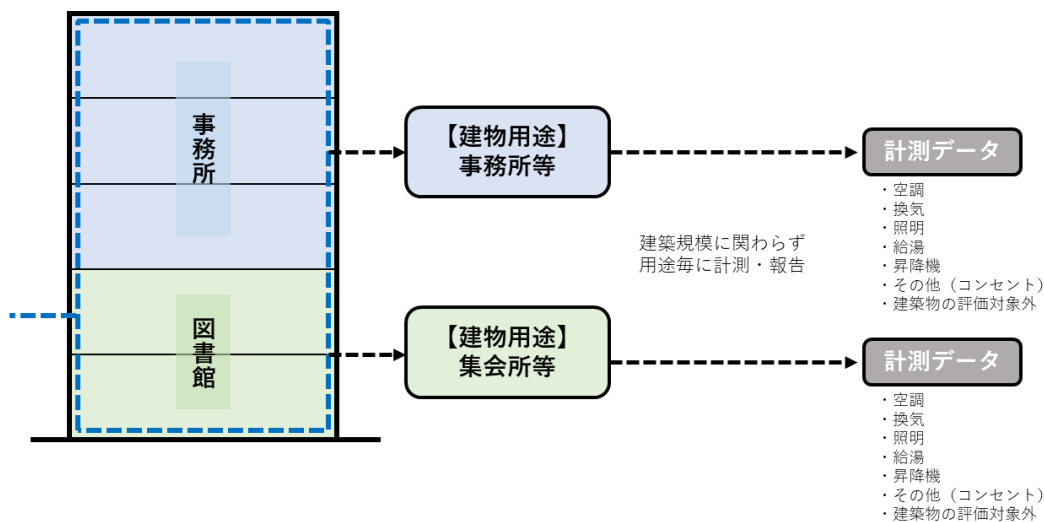 事務所
【建物用途】
事務所等
計測データ
・空調
・換気
・照明
・給湯
・昇降機
・その他（コンセント）
・建築物の評価対象外
建築規模に関わらず
用途毎に計測・報告
図書館
【建物用途】
集会所等
計測データ
・空調
・換気
・照明
・給湯
・昇降機
・その他（コンセント）
・建築物の評価対象外